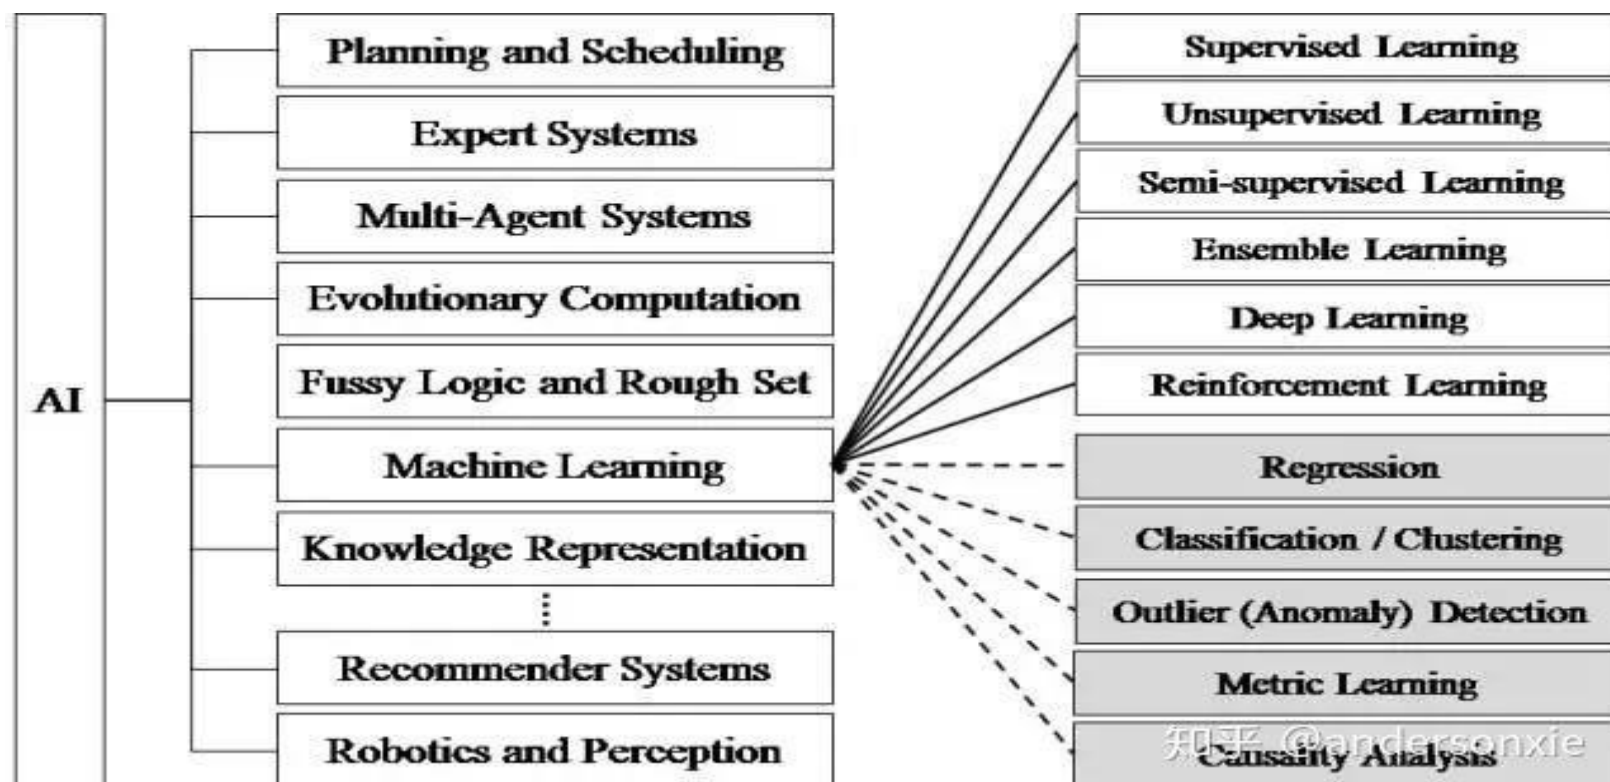 AI
Planning and Scheduling
Expert Systems
Multi-Agent Systems
Evolutionary Computation
Fussy Logic and Rough Set
Machine Learning
Knowledge Representation
Recommender Systems
Robotics and Perception
Supervised Learning
Unsupervised Learning
Semi-supervised Learning
Ensemble Learning
Deep Learning
Reinforcement Learning
Regression
Classification / Clustering
Outlier (Anomaly) Detection
Metric Learning
Causality Analysis
知乎 @andersonxie